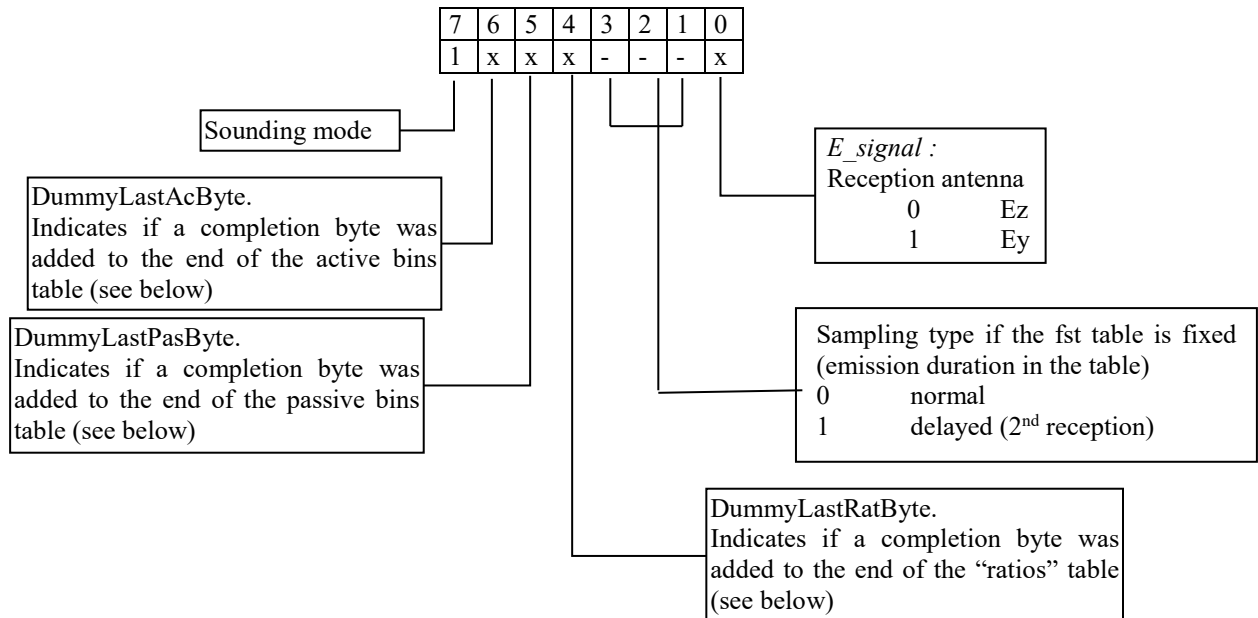 7 6 5 4 3 2 1 0
1 x x x - - - x
Sounding mode
E_signal :
Reception antenna
0 Ez
1 Ey
DummyLastAcByte.
Indicates if a completion byte was
added to the end of the active bins
table (see below)
DummyLastPasByte.
Indicates if a completion byte was
added to the end of the passive bins
table (see below)
Sampling type if the fst table is fixed
(emission duration in the table)
0 normal
1 delayed (2nd reception)
DummyLastRatByte.
Indicates if a completion byte was
added to the end of the “ratios” table
(see below)